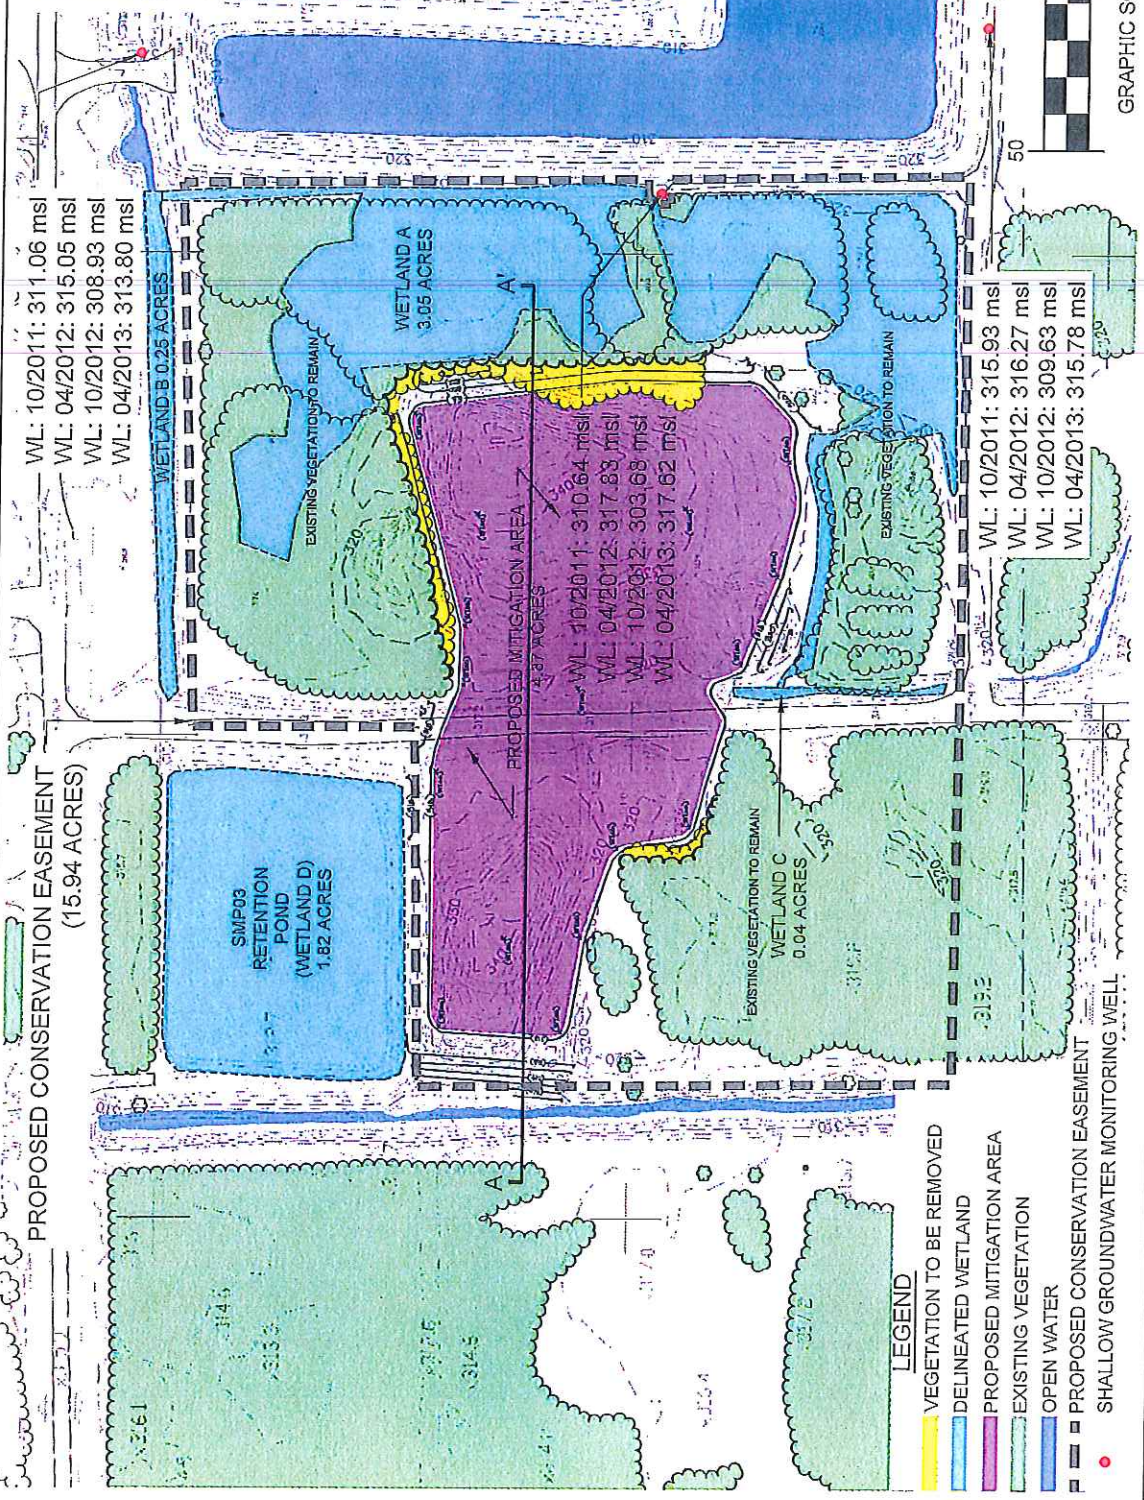 PROPOSED CONSERVATION EASEMENT
(15.94 ACRES)
WL: 10/2011: 311.06 msl
WL: 04/2012: 315.05 msl
WL: 10/2012: 308.93 msl
WL: 04/2013: 313.80 msl
WETLAND B 0.25 ACRES
SMP03
RETENTION
POND
(WETLAND D)
1.82 ACRES
EXISTING VEGETATION TO REMAIN
WETLAND A
3.05 ACRES
A
A'
PROPOSED MITIGATION AREA
4.37 ACRES
WL: 10/2011: 310.64 msl
WL: 04/2012: 317.83 msl
WL: 10/2012: 303.68 msl
WL: 04/2013: 317.62 msl
EXISTING VEGETATION TO REMAIN
WETLAND C
0.04 ACRES
EXISTING VEGETATION TO REMAIN
WL: 10/2011: 315.93 msl
WL: 04/2012: 316.27 msl
WL: 10/2012: 309.63 msl
WL: 04/2013: 315.78 msl
320
320
310
319.2
314.5
50
GRAPHIC S
LEGEND
VEGETATION TO BE REMOVED
DELINEATED WETLAND
PROPOSED MITIGATION AREA
EXISTING VEGETATION
OPEN WATER
PROPOSED CONSERVATION EASEMENT
SHALLOW GROUNDWATER MONITORING WELL